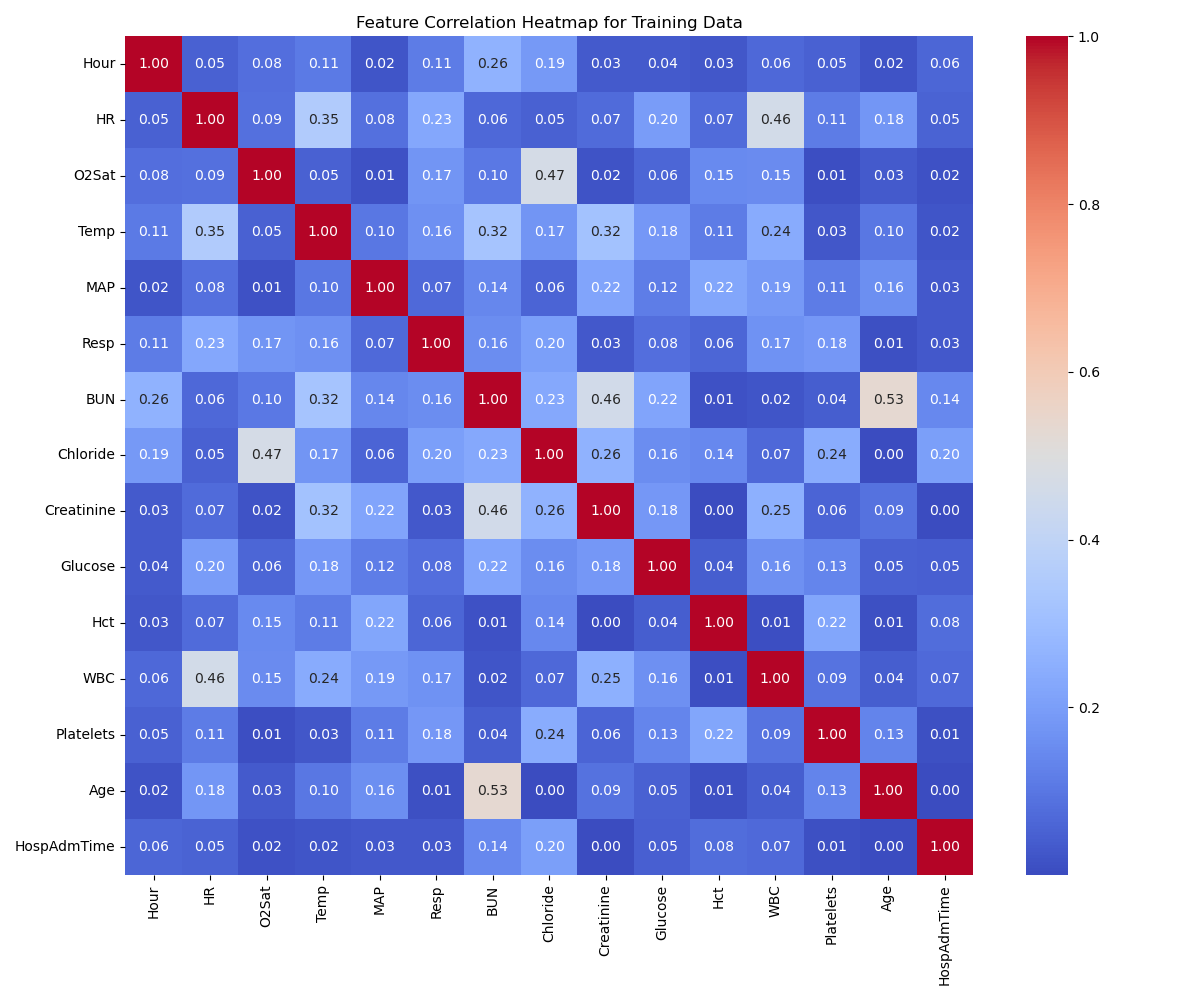 Feature Correlation Heatmap for Training Data
Hour 1.00 0.05 0.08 0.11 0.02 0.11 0.26 0.19 0.03 0.04 0.03 0.06 0.05 0.02 0.06
HR 0.05 1.00 0.09 0.35 0.08 0.23 0.06 0.05 0.07 0.20 0.07 0.46 0.11 0.18 0.05
O2Sat 0.08 0.09 1.00 0.05 0.01 0.17 0.10 0.47 0.02 0.06 0.15 0.15 0.01 0.03 0.02
Temp 0.11 0.35 0.05 1.00 0.10 0.16 0.32 0.17 0.32 0.18 0.11 0.24 0.03 0.10 0.02
MAP 0.02 0.08 0.01 0.10 1.00 0.07 0.14 0.06 0.22 0.12 0.22 0.19 0.11 0.16 0.03
Resp 0.11 0.23 0.17 0.16 0.07 1.00 0.16 0.20 0.03 0.08 0.06 0.17 0.18 0.01 0.03
BUN 0.26 0.06 0.10 0.32 0.14 0.16 1.00 0.23 0.46 0.22 0.01 0.02 0.04 0.53 0.14
Chloride 0.19 0.05 0.47 0.17 0.06 0.20 0.23 1.00 0.26 0.16 0.14 0.07 0.24 0.00 0.20
Creatinine 0.03 0.07 0.02 0.32 0.22 0.03 0.46 0.26 1.00 0.18 0.00 0.25 0.06 0.09 0.00
Glucose 0.04 0.20 0.06 0.18 0.12 0.08 0.22 0.16 0.18 1.00 0.04 0.16 0.13 0.05 0.05
Hct 0.03 0.07 0.15 0.11 0.22 0.06 0.01 0.14 0.00 0.04 1.00 0.01 0.22 0.01 0.08
WBC 0.06 0.46 0.15 0.24 0.19 0.17 0.02 0.07 0.25 0.16 0.01 1.00 0.09 0.04 0.07
Platelets 0.05 0.11 0.01 0.03 0.11 0.18 0.04 0.24 0.06 0.13 0.22 0.09 1.00 0.13 0.01
Age 0.02 0.18 0.03 0.10 0.16 0.01 0.53 0.00 0.09 0.05 0.01 0.04 0.13 1.00 0.00
HospAdmTime 0.06 0.05 0.02 0.02 0.03 0.03 0.14 0.20 0.00 0.05 0.08 0.07 0.01 0.00 1.00
Hour HR O2Sat Temp MAP Resp BUN Chloride Creatinine Glucose Hct WBC Platelets Age HospAdmTime
1.0
0.8
0.6
0.4
0.2